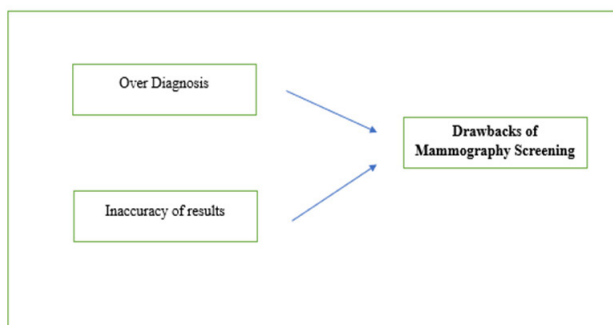 Over Diagnosis
Drawbacks of
Mammography Screening
Inaccuracy of results